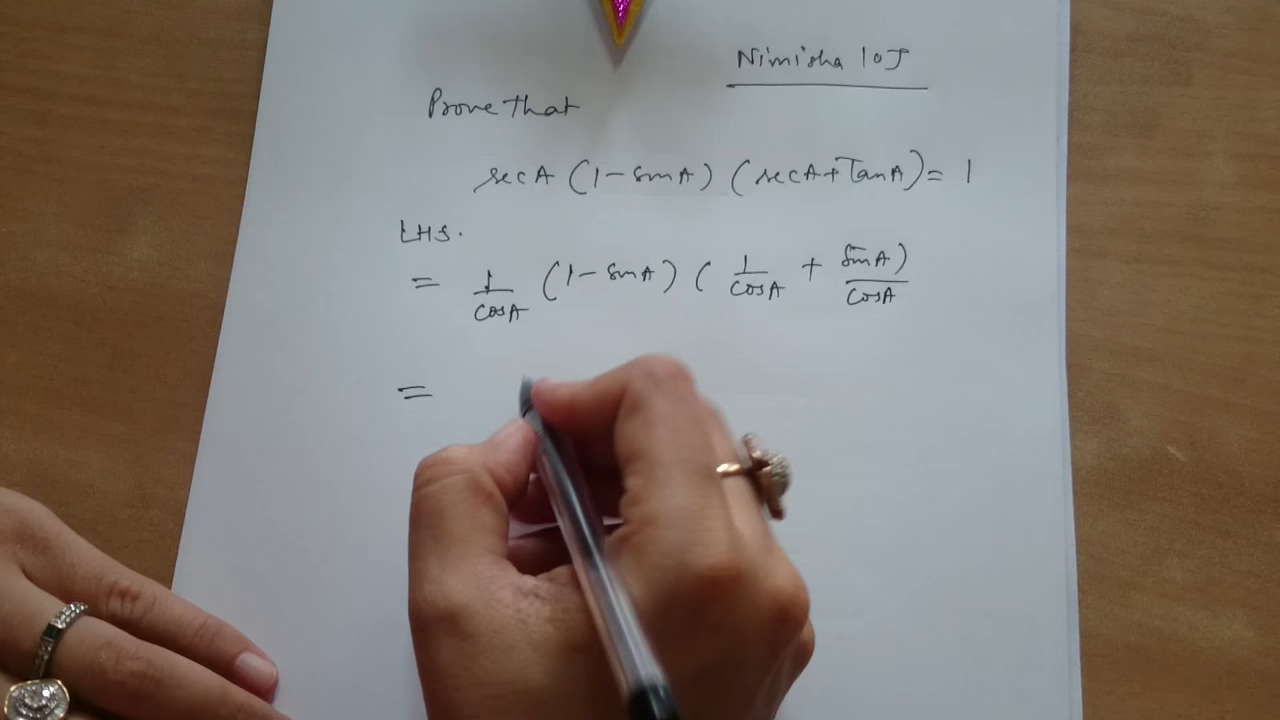 Nimisha 10J
Prove that
secA (1-sinA) (secA+TanA) = 1
LHS.
= 1/cosA (1-sinA) (1/cosA + sinA)/cosA
=